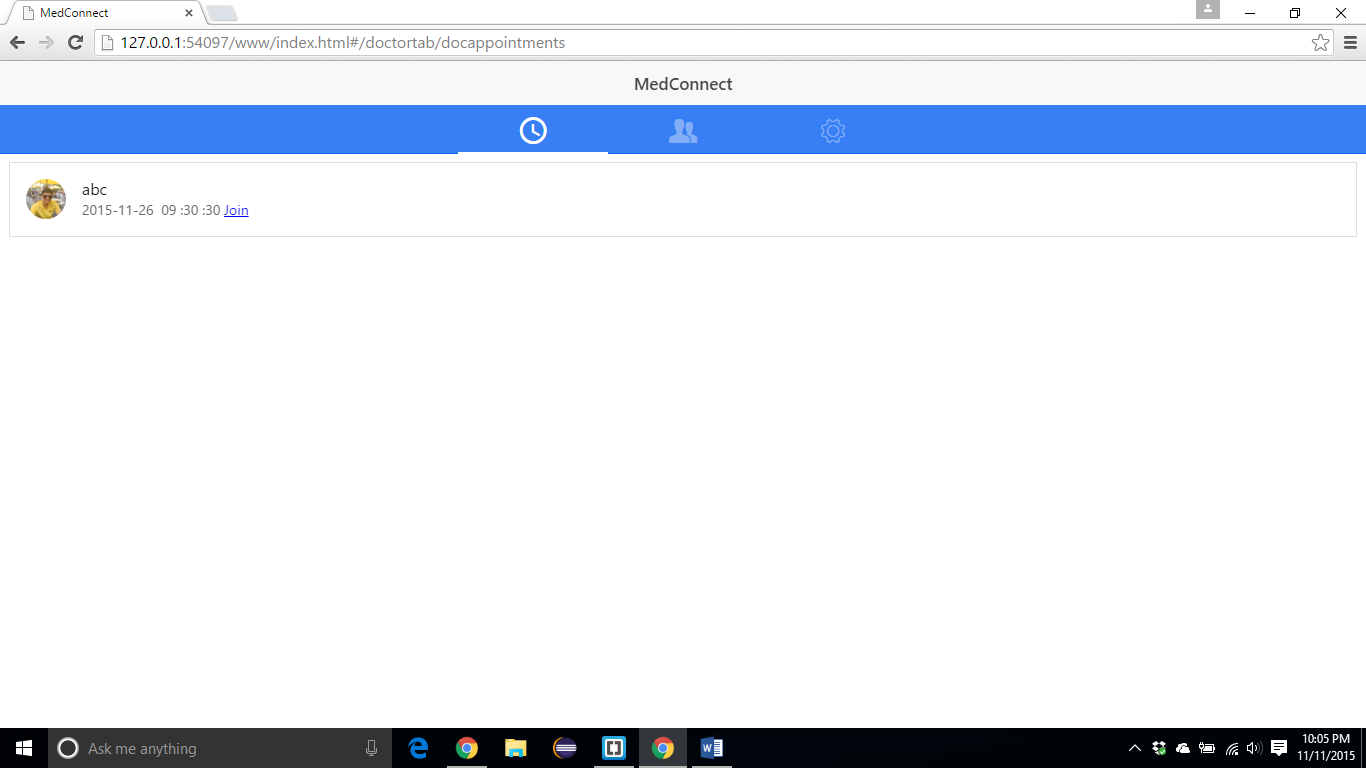 MedConnect
127.0.0.1:54097/www/index.html#/doctortab/docappointments
MedConnect
abc
2015-11-26  09 :30 :30 Join
Ask me anything
10:05 PM
11/11/2015